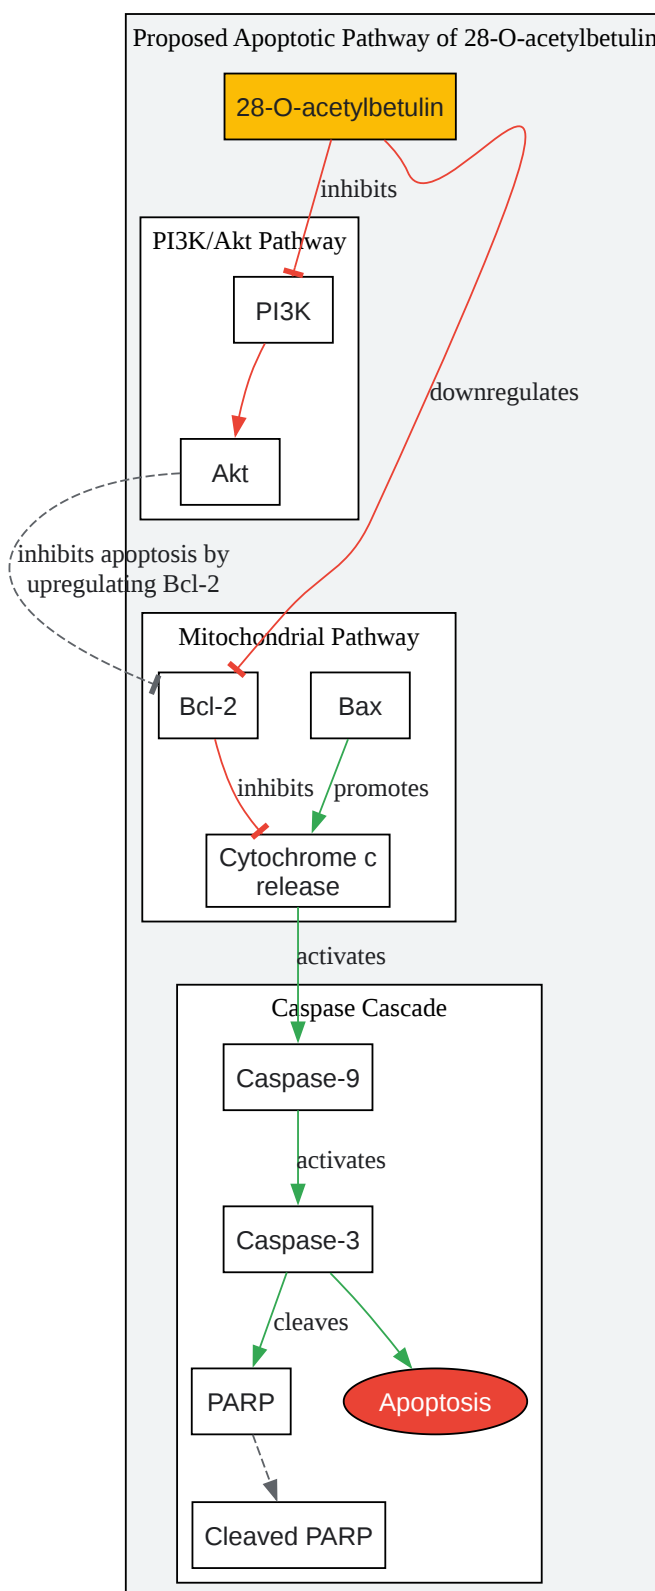 Proposed Apoptotic Pathway of 28-O-acetylbetulin
28-O-acetylbetulin
inhibits
PI3K/Akt Pathway
PI3K
downregulates
Akt
inhibits apoptosis by
upregulating Bcl-2
Mitochondrial Pathway
Bcl-2
Bax
inhibits
promotes
Cytochrome c
release
activates
Caspase Cascade
Caspase-9
activates
Caspase-3
cleaves
PARP
Apoptosis
Cleaved PARP